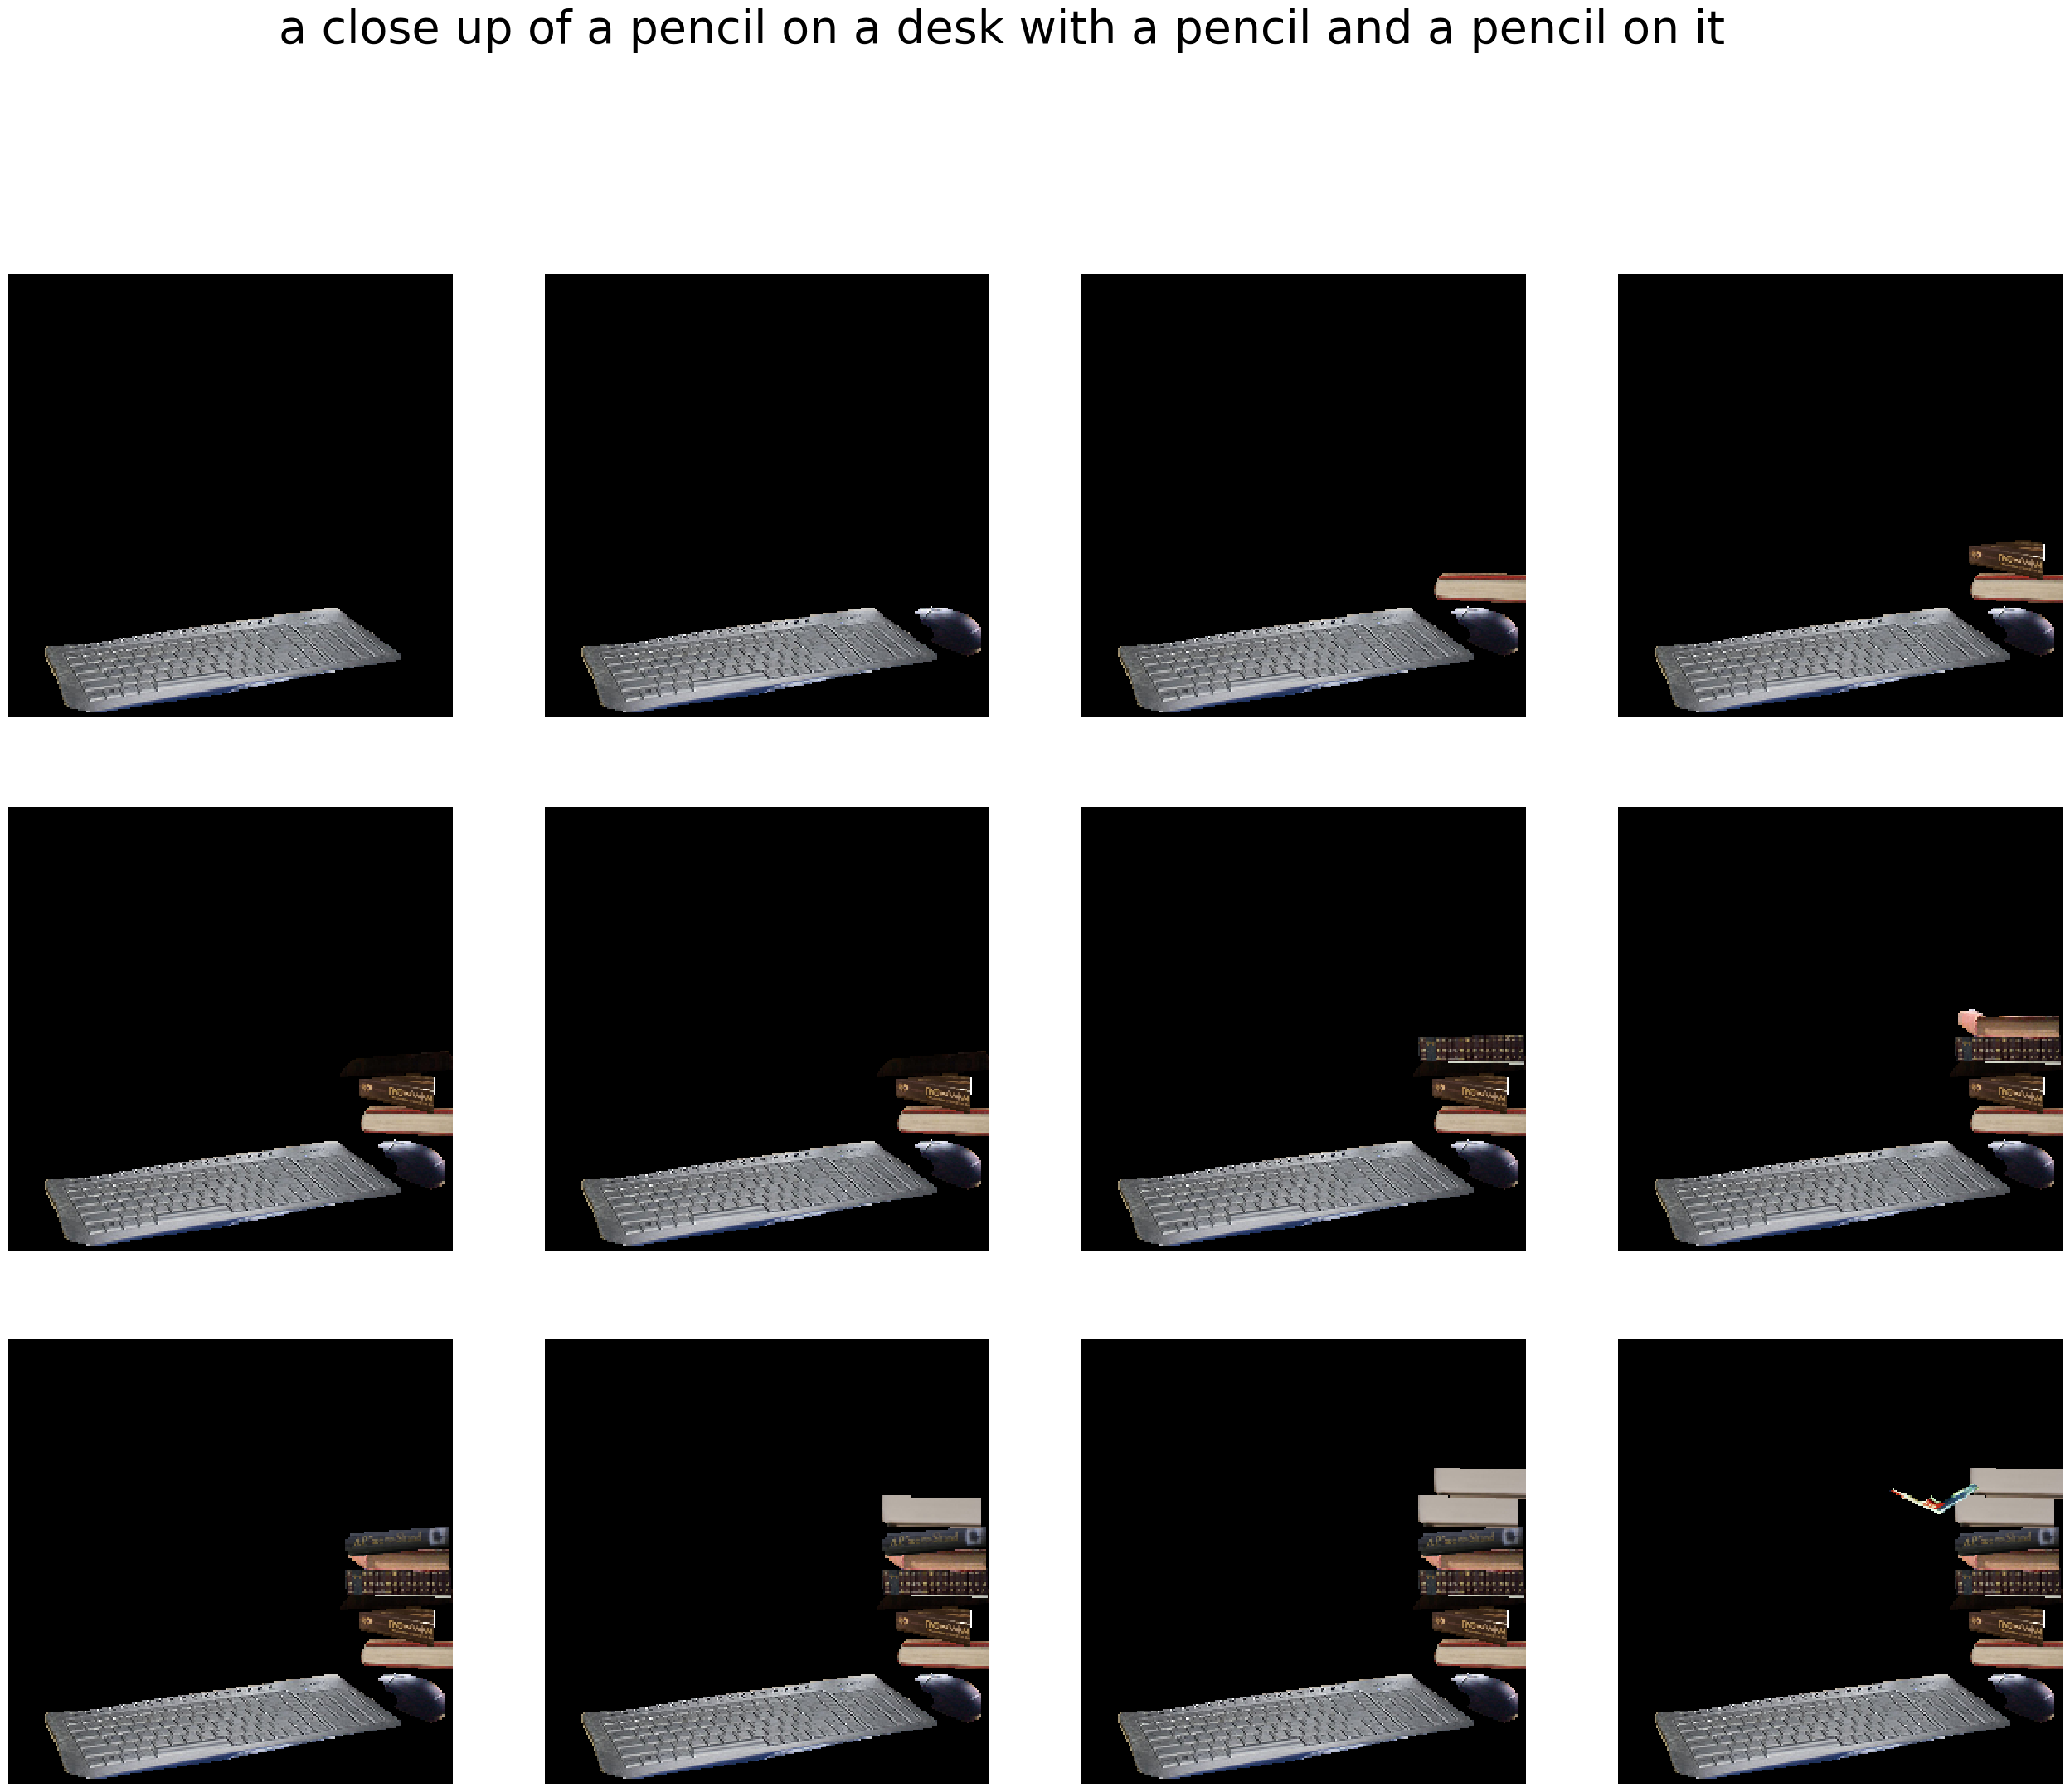 a close up of a pencil on a desk with a pencil and a pencil on it